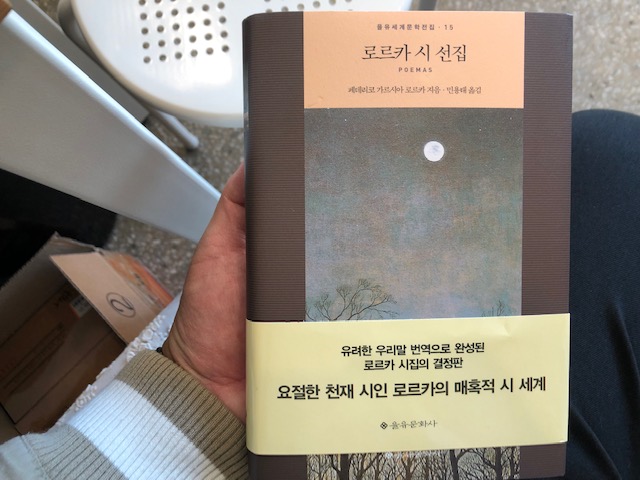 을유세계문학전집·15
로르카 시 선집
POEMAS
페데리코 가르시아 로르카 지음·민용태 옮김
유려한 우리말 번역으로 완성된
로르카 시집의 결정판
요절한 천재 시인 로르카의 매혹적 시 세계
을유문화사
2